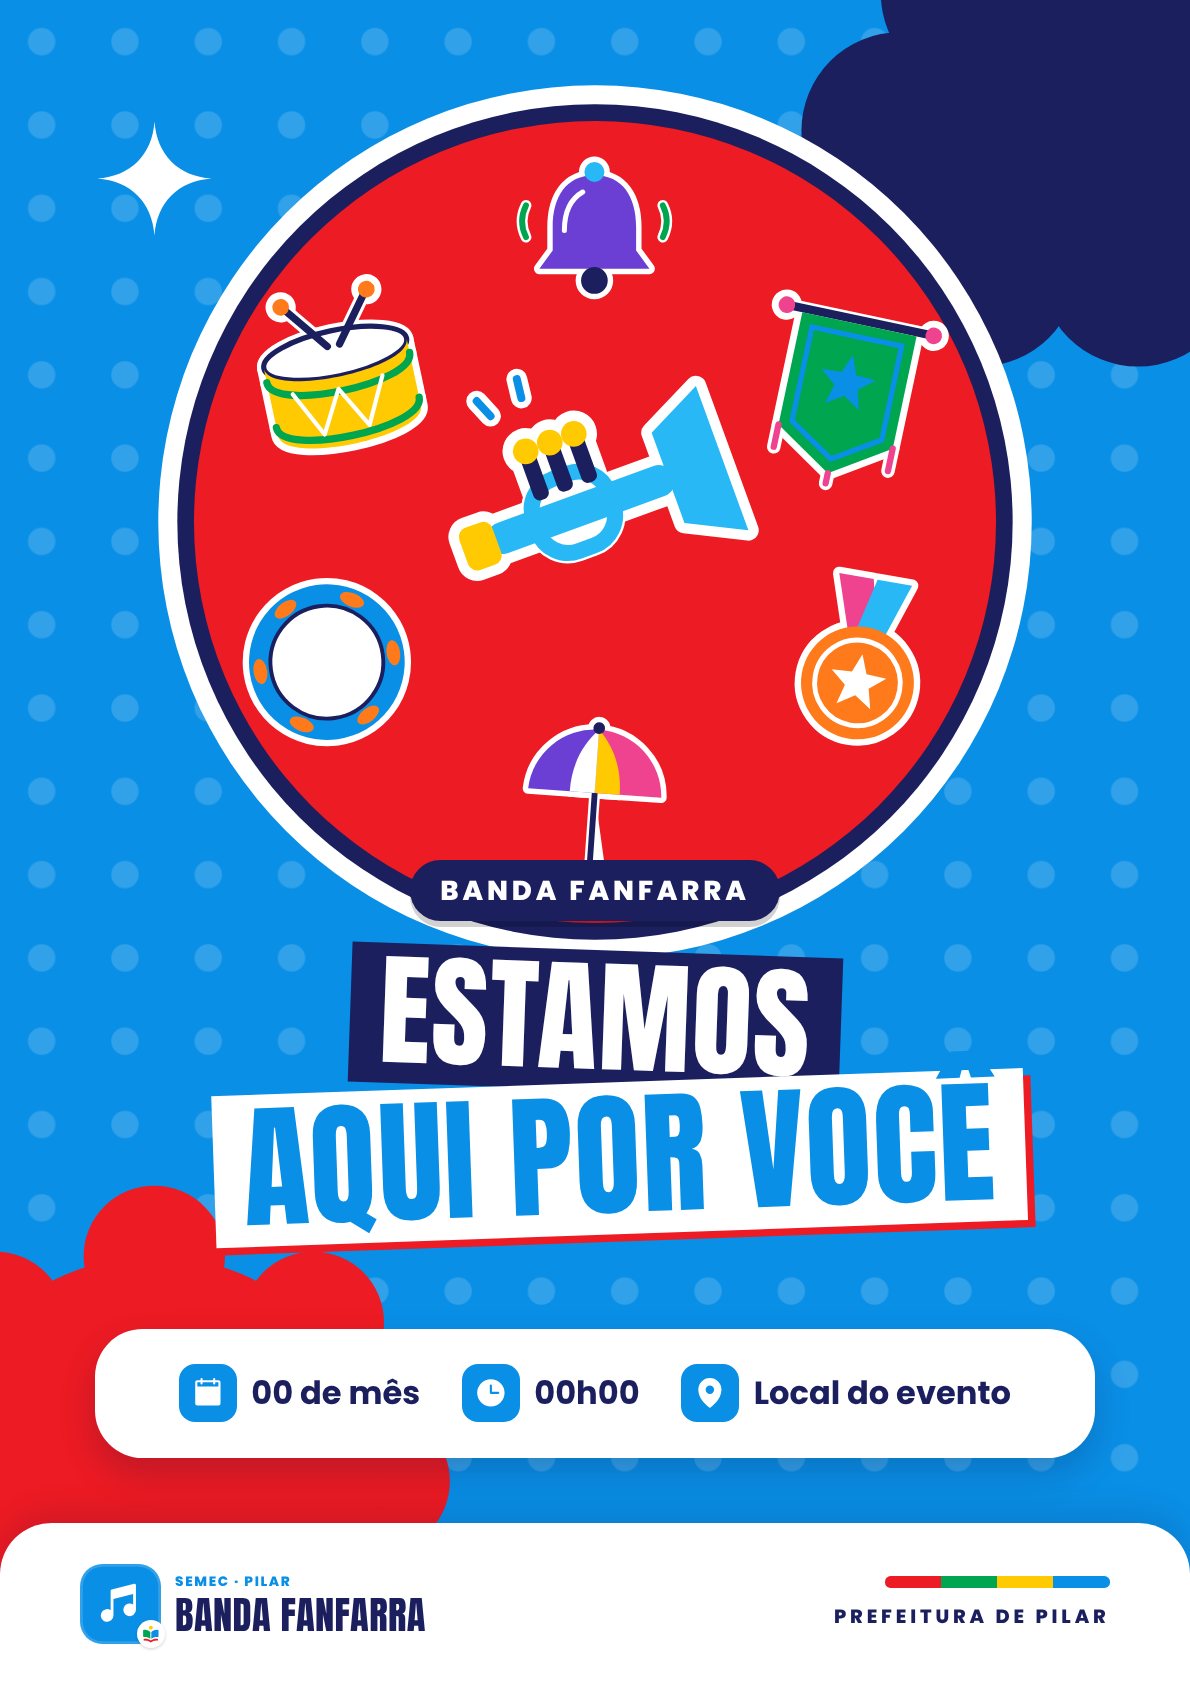 BANDA FANFARRA
ESTAMOS
AQUI POR VOCÊ
00 de mês 00h00 Local do evento
SEMEC · PILAR
BANDA FANFARRA
PREFEITURA DE PILAR